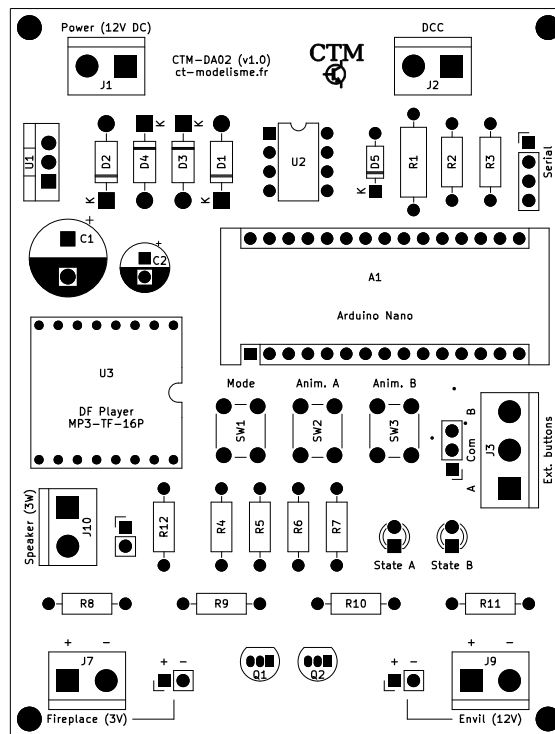 Power (12V DC)
DCC
CTM-DA02 (v1.0)
ct-modelisme.fr
CTM
J1
J2
U1
D2
D4
D3
D1
K
K
K
K
U2
D5
K
R1
R2
R3
Serial
+
C1
+
C2
A1
Arduino Nano
U3
DF Player
MP3-TF-16P
Mode
Anim. A
Anim. B
SW1
SW2
SW3
A
Com
B
J3
Ext. buttons
Speaker (3W)
J10
R12
R4
R5
R6
R7
State A
State B
R8
R9
R10
R11
+ -
J7
+ -
Q1
Q2
+ -
+ -
J9
Fireplace (3V)
Envil (12V)